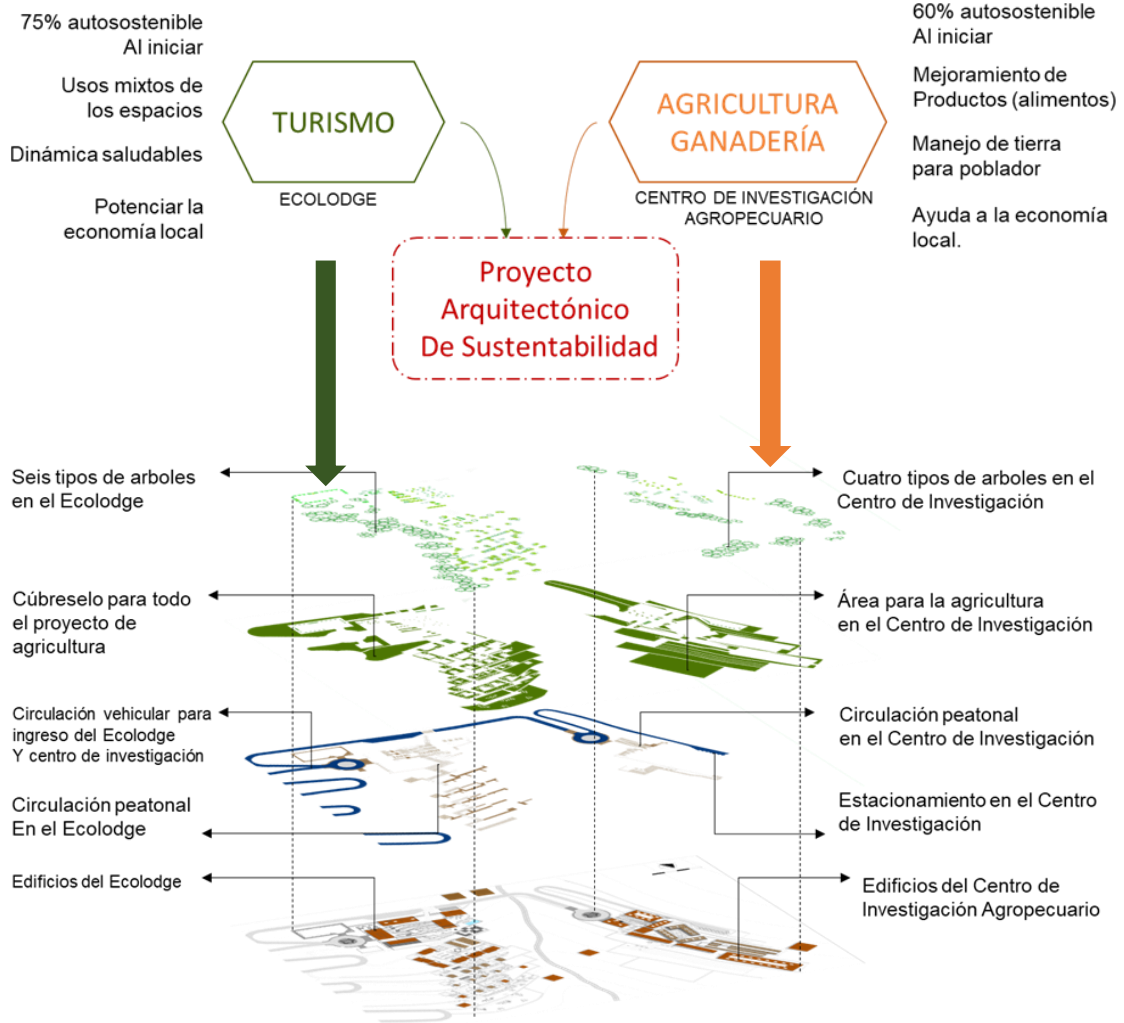 75% autosostenible
Al iniciar
Usos mixtos de
los espacios
Dinámica saludables
Potenciar la
economía local
TURISMO
ECOLODGE
AGRICULTURA
GANADERÍA
CENTRO DE INVESTIGACIÓN
AGROPECUARIO
60% autosostenible
Al iniciar
Mejoramiento de
Productos (alimentos)
Manejo de tierra
para poblador
Ayuda a la economía
local.
Proyecto
Arquitectónico
De Sustentabilidad
Seis tipos de arboles
en el Ecolodge
Cuatro tipos de arboles en el
Centro de Investigación
Cúbreselo para todo
el proyecto de
agricultura
Área para la agricultura
en el Centro de Investigación
Circulación vehicular para
ingreso del Ecolodge
Y centro de investigación
Circulación peatonal
en el Centro de Investigación
Circulación peatonal
En el Ecolodge
Estacionamiento en el Centro
de Investigación
Edificios del Ecolodge
Edificios del Centro de
Investigación Agropecuario